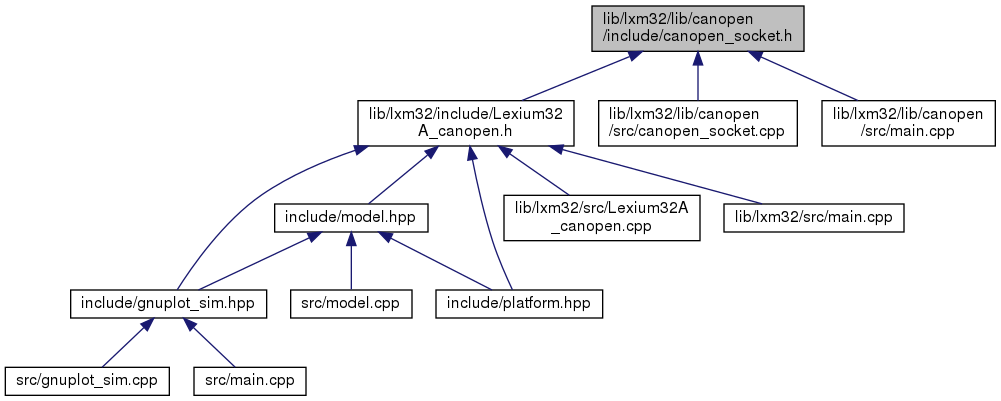 lib/lxm32/lib/canopen
/include/canopen_socket.h
lib/lxm32/include/Lexium32
A_canopen.h
lib/lxm32/lib/canopen
/src/canopen_socket.cpp
lib/lxm32/lib/canopen
/src/main.cpp
include/model.hpp
lib/lxm32/src/Lexium32A
_canopen.cpp
lib/lxm32/src/main.cpp
include/gnuplot_sim.hpp
src/model.cpp
include/platform.hpp
src/gnuplot_sim.cpp
src/main.cpp